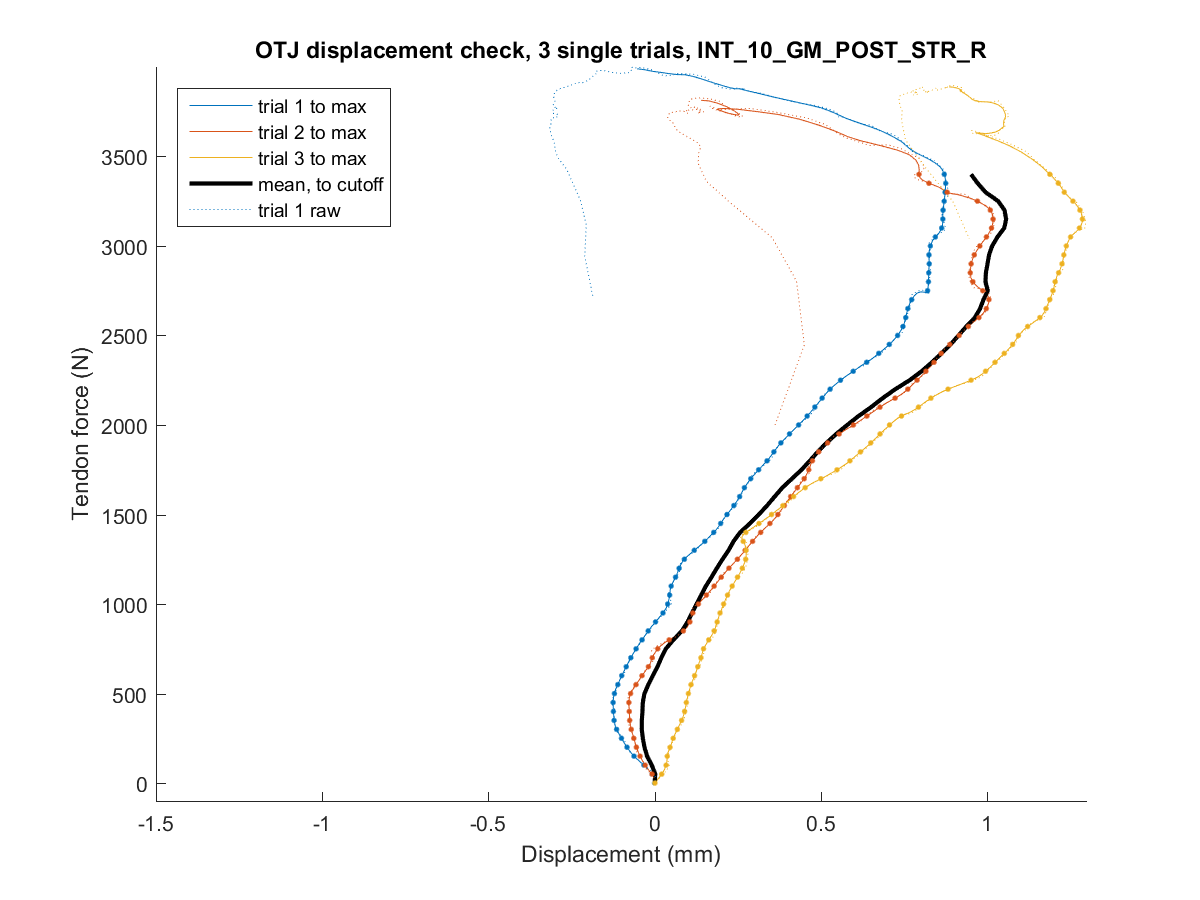 OTJ displacement check, 3 single trials, INT_10_GM_POST_STR_R
trial 1 to max
trial 2 to max
trial 3 to max
mean, to cutoff
trial 1 raw
3500
3000
2500
2000
1500
1000
500
0
Tendon force (N)
-1.5
-1
-0.5
0
0.5
1
Displacement (mm)